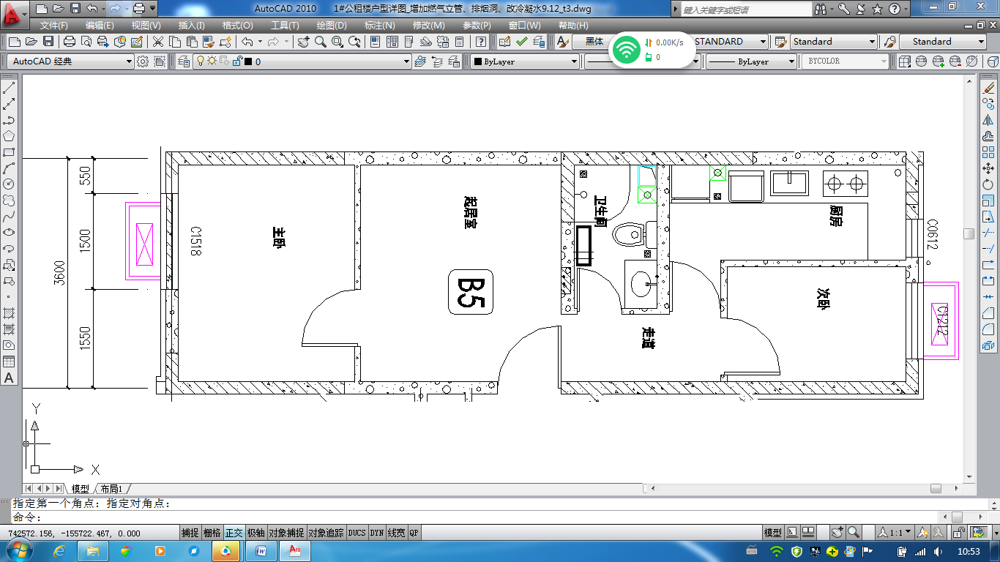 AutoCAD 2010 1#公租楼户型详图_增加燃气立管、排烟洞、改冷凝水9.12_t3.dwg 键入关键字或短语
文件(F) 编辑(E) 视图(V) 插入(I) 格式(O) 工具(T) 绘图(D) 标注(N) 修改(M) 参数(P) 窗口(W) 帮助(H)
黑体 STANDARD Standard Standard
0.00K/s
0
AutoCAD 经典 0 ByLayer ByLayer BYCOLOR
550
1500
3600
1550
C1518
主卧
起居室
B5
卫生间
厨房
C0612
次卧
C1212
走道
Y
X
A
模型 布局1
指定第一个角点: 指定对角点:
命令:
742572.156, -155722.467, 0.000 捕捉 栅格 正交 极轴 对象捕捉 对象追踪 DUCS DYN 线宽 QP 模型 1:1
10:53